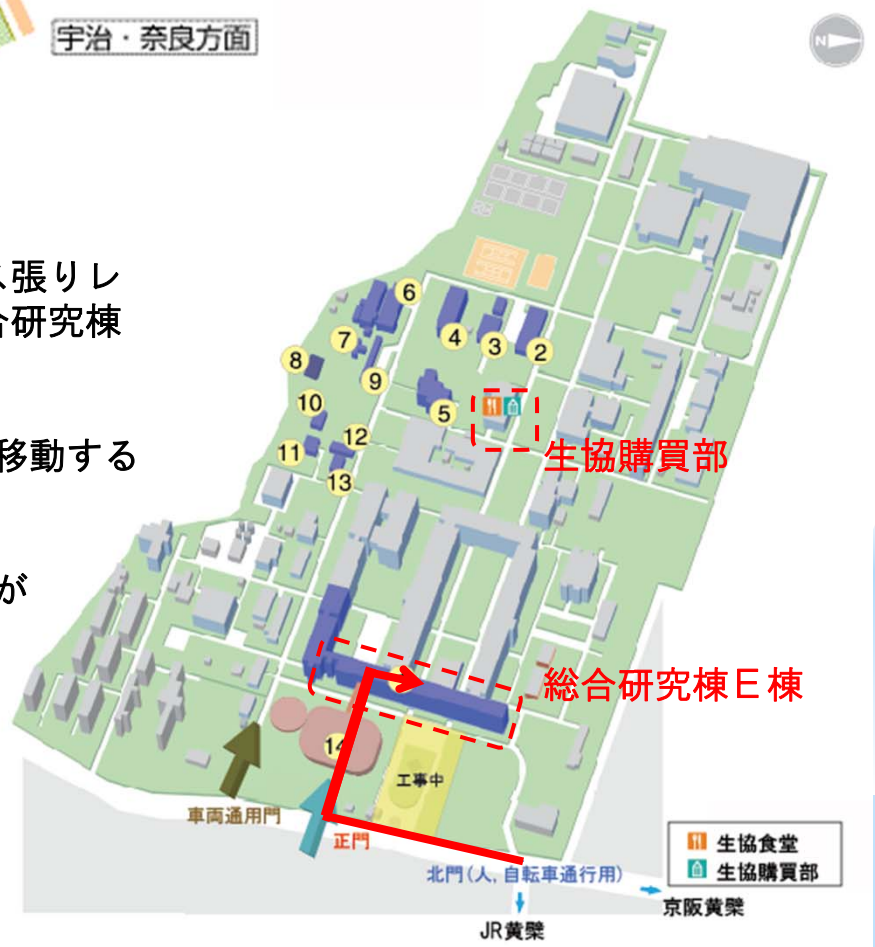 宇治・奈良方面
N
ス張りレ
合研究棟
移動する
が
6
7
4
3
2
8
9
5
10
12
11
13
生協購買部
総合研究棟E棟
14
工事中
車両通用門
正門
北門(人,自転車通行用)
生協食堂
生協購買部
京阪黄檗
JR黄檗